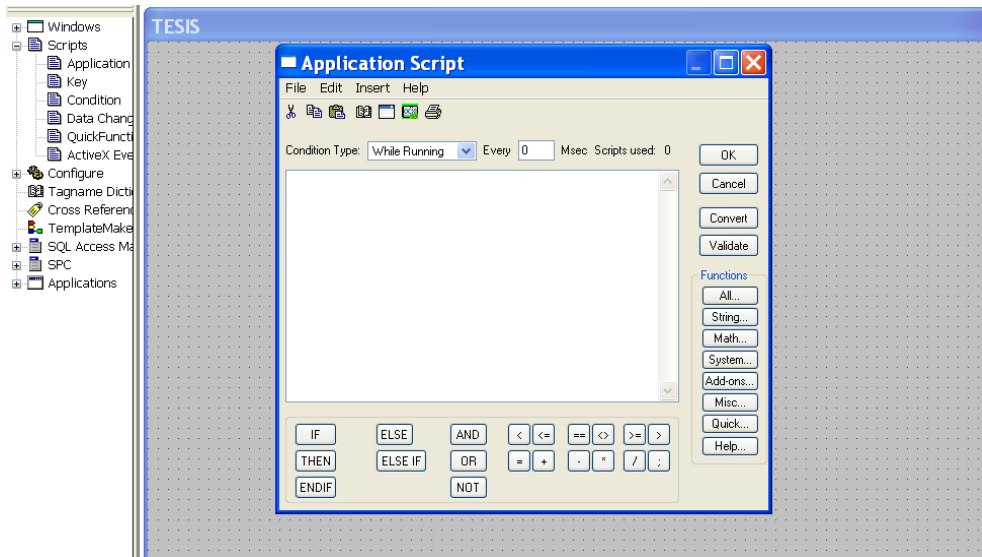 Windows
Scripts
Application
Key
Condition
Data Chang
QuickFuncti
ActiveX Eve
Configure
Tagname Dicti
Cross Referenc
TemplateMake
SQL Access Ma
SPC
Applications
TESIS
Application Script
File Edit Insert Help
Condition Type: While Running Every 0 Msec Scripts used: 0
OK
Cancel
Convert
Validate
Functions
All...
String...
Math...
System...
Add-ons...
Misc...
Quick...
Help...
IF ELSE AND < <= == <> >= >
THEN ELSE IF OR = + - * / ;
ENDIF NOT